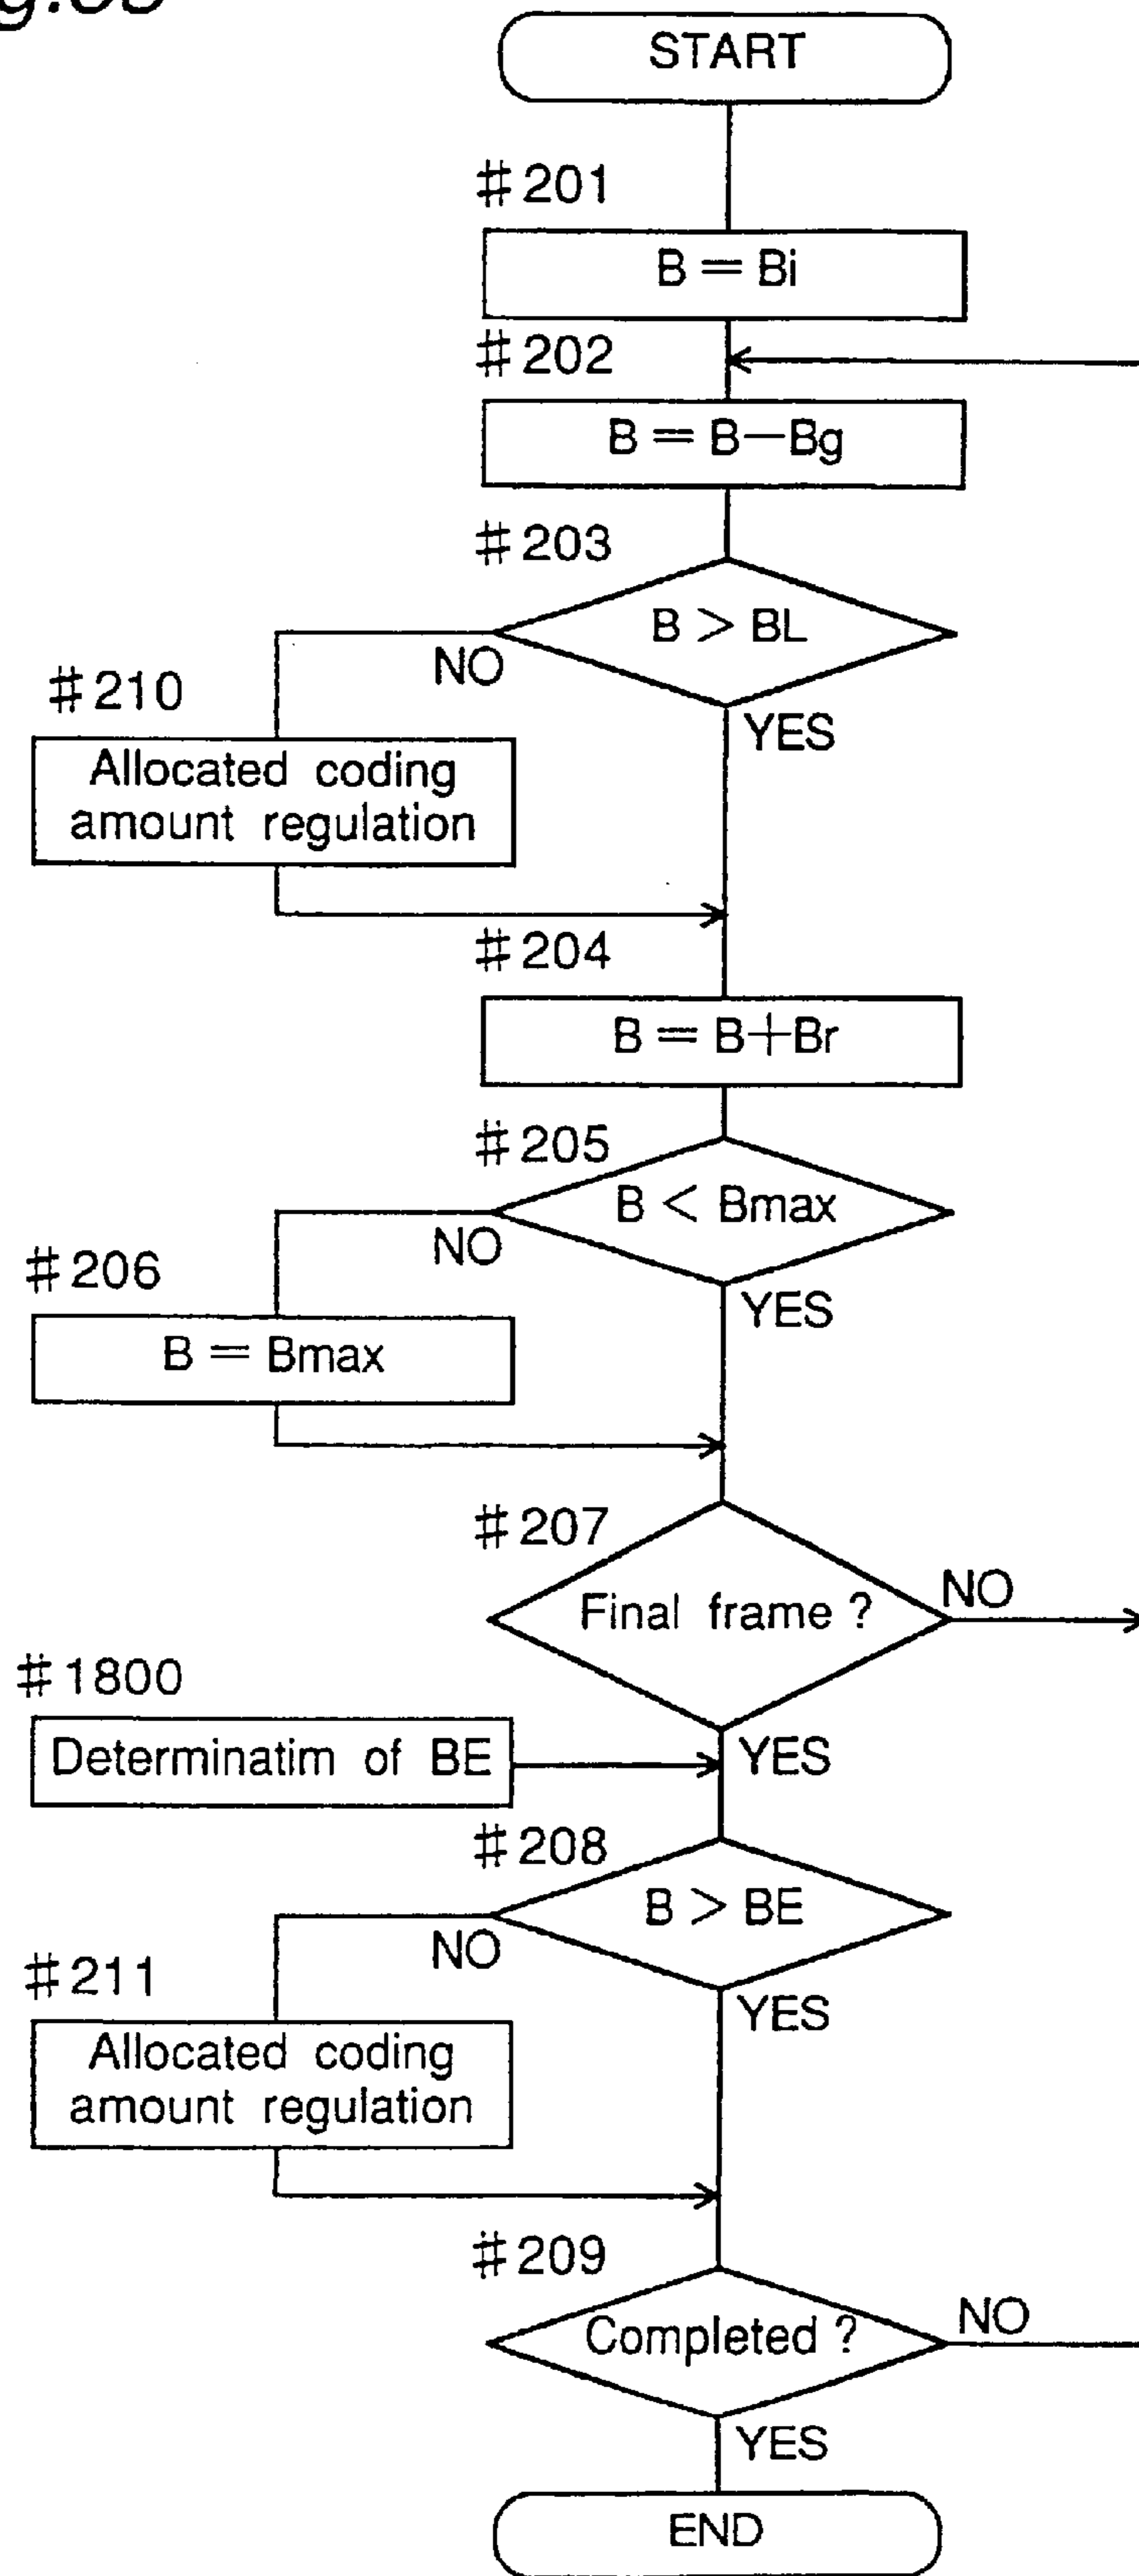 START
#201
B = Bi
#202
B = B-Bg
#203
B > BL
NO
YES
#210
Allocated coding
amount regulation
#204
B = B+Br
#205
B < Bmax
NO
YES
#206
B = Bmax
#207
Final frame ?
NO
YES
#1800
Determinatim of BE
#208
B > BE
NO
YES
#211
Allocated coding
amount regulation
#209
Completed ?
NO
YES
END